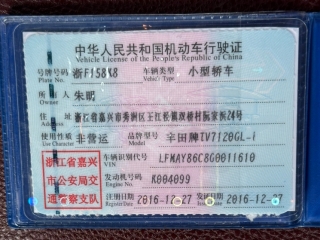 中华人民共和国机动车行驶证
Vehicle License of the People's Republic of China
号牌号码 浙F158K8 车辆类型 小型轿车
Plate No. Vehicle Type
所有人 朱明
Owner
住 址 浙江省嘉兴市秀洲区王江泾镇双桥村阮家浜24号
Address
使用性质 非营运 品牌型号 宇田牌TV7120GL-i
Use Character Model
浙江省嘉兴
市公安局交
通警察支队
车辆识别代号 LFMAY86C8G0011610
VIN
发动机号码 K004099
Engine No.
注册日期 2016-12-27 发证日期 2016-12-27
Register Date Issue Date